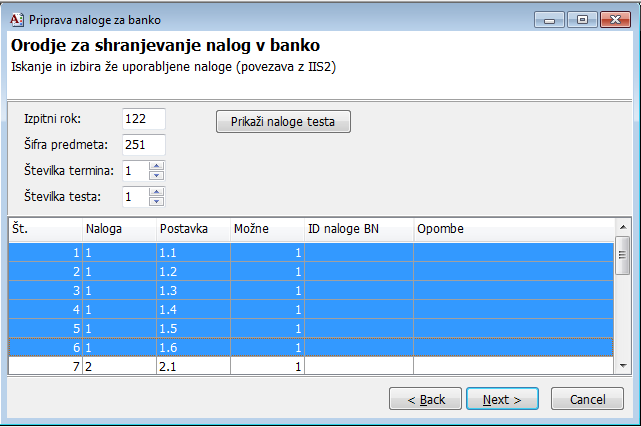 Priprava naloge za banko
Orodje za shranjevanje nalog v banko
Iskanje in izbira že uporabljene naloge (povezava z IIS2)
Izpitni rok: 122 Prikaži naloge testa
Šifra predmeta: 251
Številka termina: 1
Številka testa: 1
Št. Naloga Postavka Možne ID naloge BN Opombe
1 1 1.1 1
2 1 1.2 1
3 1 1.3 1
4 1 1.4 1
5 1 1.5 1
6 1 1.6 1
7 2 2.1 1
< Back Next > Cancel